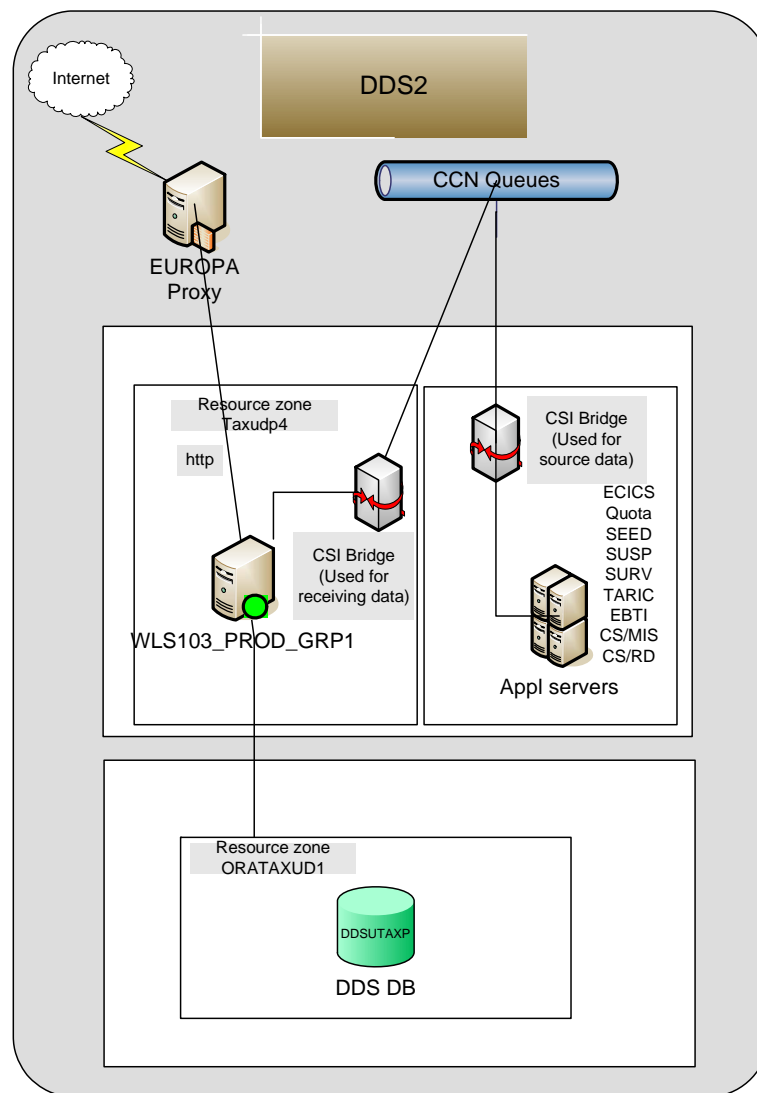 DDS2
Internet
CCN Queues
EUROPA
Proxy
Resource zone
Taxudp4
http
CSI Bridge
(Used for
source data)
ECICS
Quota
SEED
SUSP
SURV
TARIC
EBTI
CS/MIS
CS/RD
CSI Bridge
(Used for
receiving data)
WLS103_PROD_GRP1
Appl servers
Resource zone
ORATAXUD1
DDSUTAXP
DDS DB